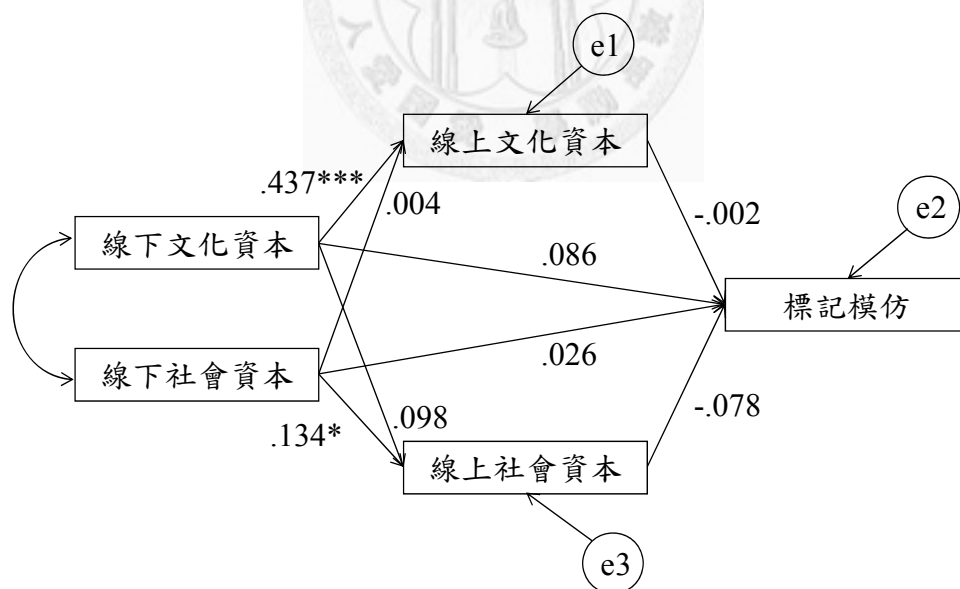 e1
線上文化資本
.437***
.004
-.002
e2
線下文化資本
.086
標記模仿
線下社會資本
.026
.134*
.098
-.078
線上社會資本
e3